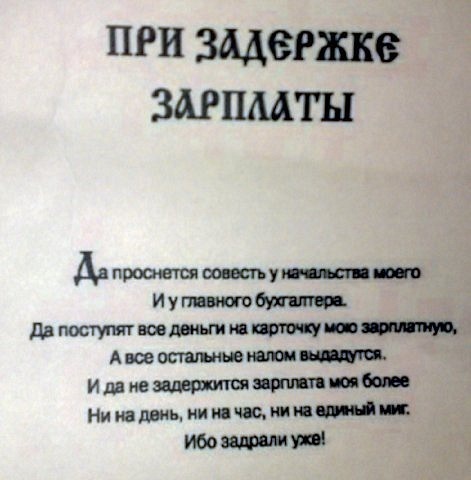 ПРИ ЗАДЕРЖКЕ
ЗАРПЛАТЫ
Да проснется совесть у начальства моего
И у главного бухгалтера.
Да поступят все деньги на карточку мою зарплатную,
А все остальные налом выдадутся.
И да не задержится зарплата моя более
Ни на день, ни на час, ни на единый миг.
Ибо задрали уже!